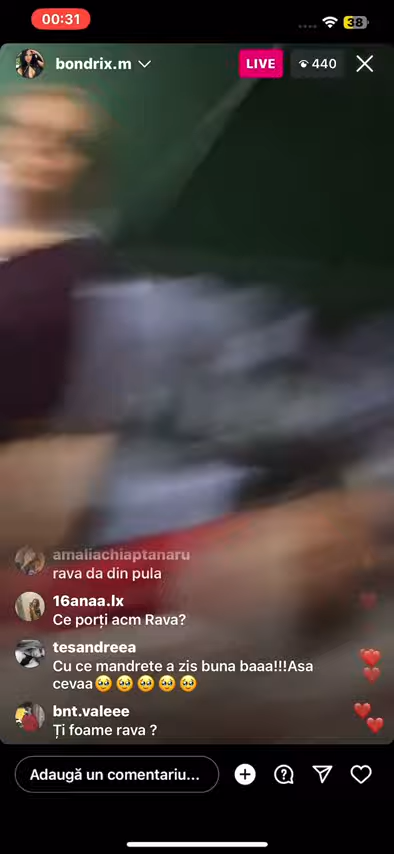 00:31
38
bondrix.m
LIVE
440
amaliachiaptanaru
rava da din pula
16anaa.lx
Ce porți acm Rava?
tesandreea
Cu ce mandrete a zis buna baaa!!!Asa
cevaa🥹🥹🥹🥹🥹
bnt.valeee
Ți foame rava ?
Adaugă un comentariu...